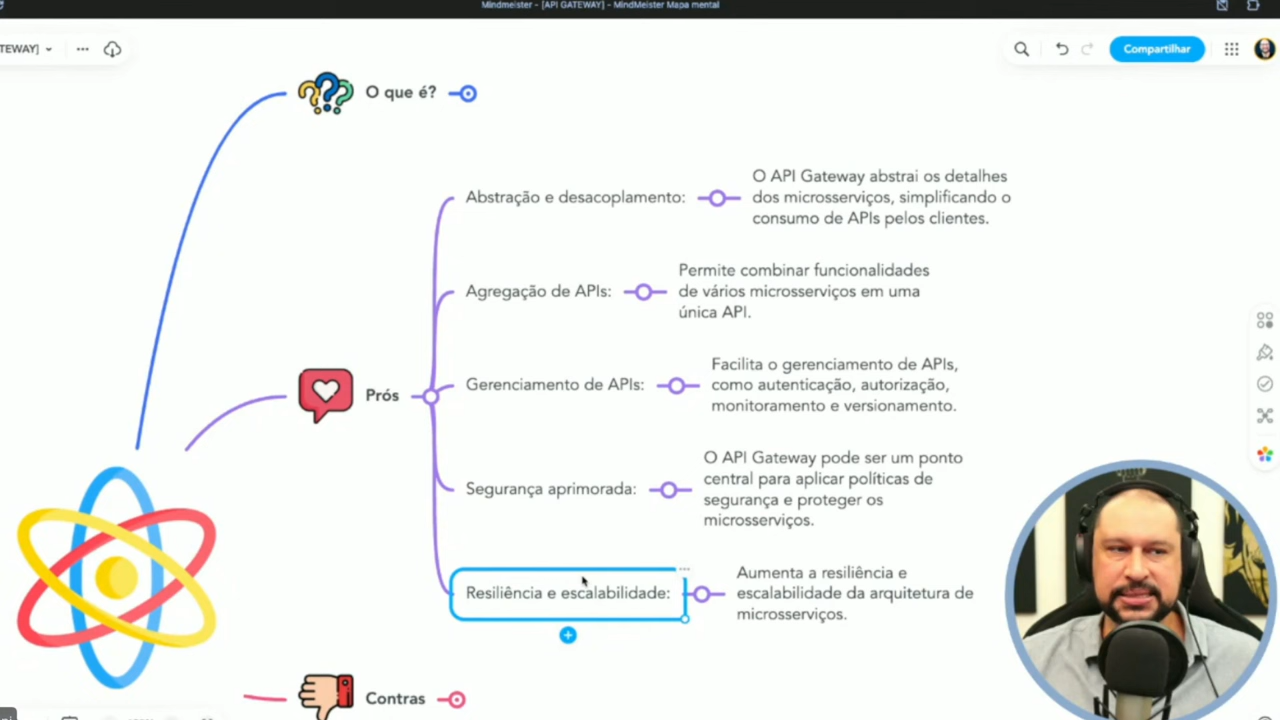 Mindmeister - [API GATEWAY] - MindMeister Mapa mental
TEWAY]
Compartilhar
O que é?
Abstração e desacoplamento:
O API Gateway abstrai os detalhes
dos microsserviços, simplificando o
consumo de APIs pelos clientes.
Agregação de APIs:
Permite combinar funcionalidades
de vários microsserviços em uma
única API.
Prós
Gerenciamento de APIs:
Facilita o gerenciamento de APIs,
como autenticação, autorização,
monitoramento e versionamento.
Segurança aprimorada:
O API Gateway pode ser um ponto
central para aplicar políticas de
segurança e proteger os
microsserviços.
Resiliência e escalabilidade:
Aumenta a resiliência e
escalabilidade da arquitetura de
microsserviços.
Contras